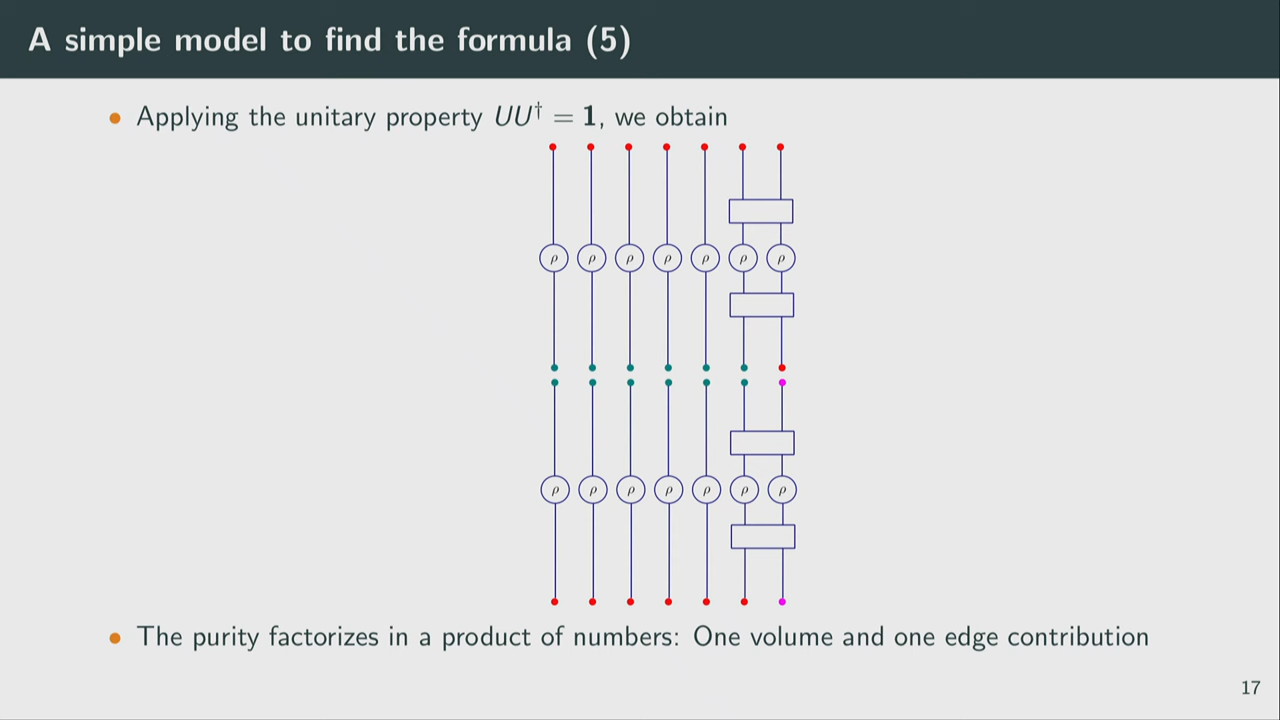 A simple model to find the formula (5)
• Applying the unitary property UU† = 1, we obtain
ρ ρ ρ ρ ρ ρ ρ
ρ ρ ρ ρ ρ ρ ρ
• The purity factorizes in a product of numbers: One volume and one edge contribution
17